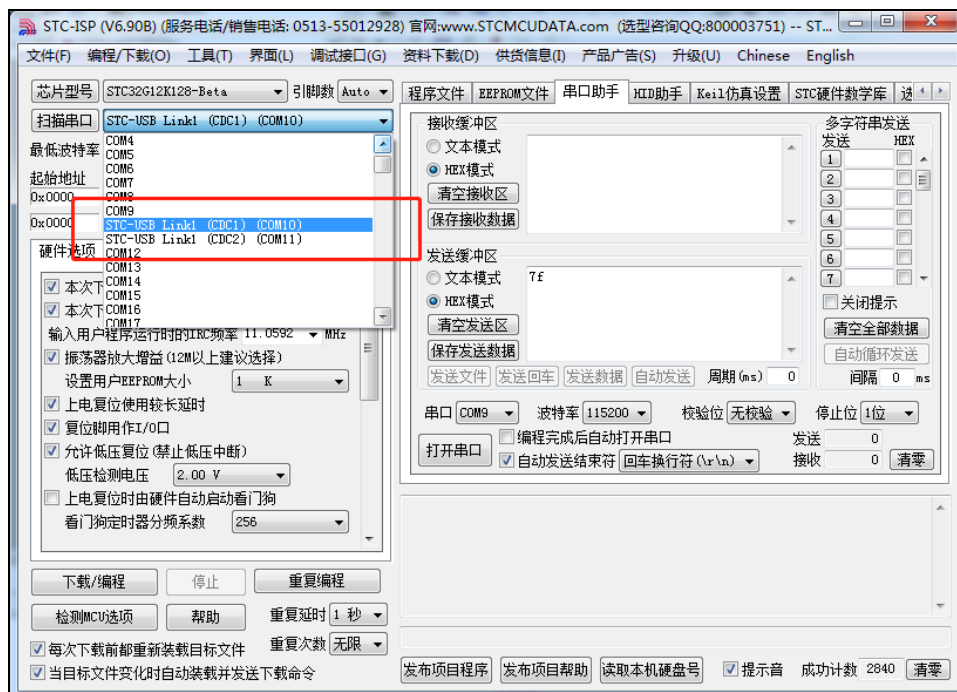 STC-ISP (V6.90B) (服务电话/销售电话: 0513-55012928) 官网:www.STCMCUDATA.com (选型咨询QQ:800003751) -- ST...
文件(F) 编程/下载(O) 工具(T) 界面(L) 调试接口(G) 资料下载(D) 供货信息(I) 产品广告(S) 升级(U) Chinese English
芯片型号 STC32G12K128-Beta 引脚数 Auto
扫描串口 STC-USB Link1 (CDC1) (COM10)
最低波特率
起始地址
0x0000
0x0000
COM4
COM5
COM6
COM7
COM8
COM9
STC-USB Link1 (CDC1) (COM10)
STC-USB Link1 (CDC2) (COM11)
COM12
COM13
COM14
COM15
COM16
COM17
硬件选项
本次下
本次下
输入用户程序运行时的IRC频率 11.0592 MHz
振荡器放大增益(12M以上建议选择)
设置用户EEPROM大小 1 K
上电复位使用较长延时
复位脚用作I/O口
允许低压复位(禁止低压中断)
低压检测电压 2.00 V
上电复位时由硬件自动启动看门狗
看门狗定时器分频系数 256
下载/编程 停止 重复编程
检测MCU选项 帮助 重复延时 1 秒
重复次数 无限
每次下载前都重新装载目标文件
当目标文件变化时自动装载并发送下载命令
程序文件 EEPROM文件 串口助手 HID助手 Keil仿真设置 STC硬件数学库
接收缓冲区
文本模式
HEX模式
清空接收区
保存接收数据
发送缓冲区
文本模式 7f
HEX模式
清空发送区
保存发送数据
发送文件 发送回车 发送数据 自动发送 周期(ms) 0
多字符串发送
发送 HEX
1
2
3
4
5
6
7
关闭提示
清空全部数据
自动循环发送
间隔 0 ms
串口 COM9 波特率 115200 校验位 无校验 停止位 1位
打开串口 编程完成后自动打开串口 发送 0
自动发送结束符 回车换行符(\r\n) 接收 0 清零
发布项目程序 发布项目帮助 读取本机硬盘号 提示音 成功计数 2840 清零